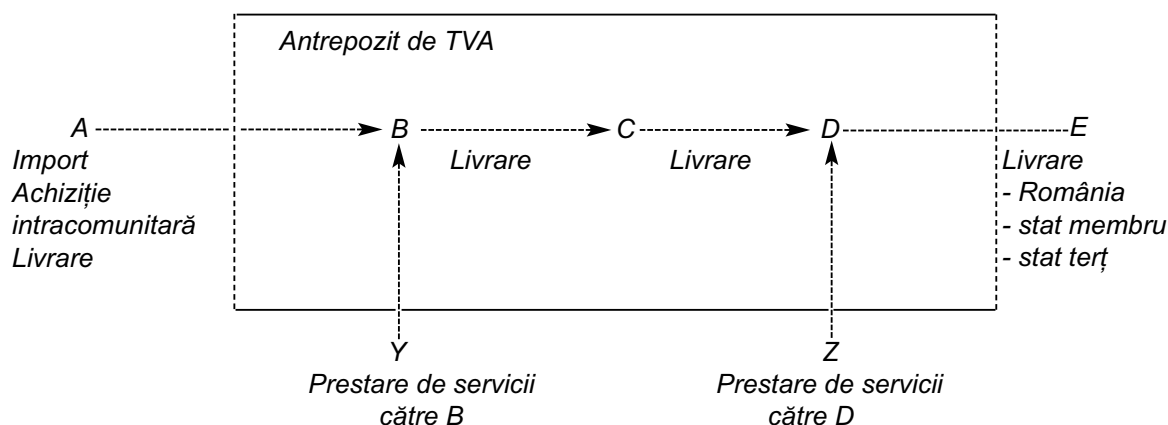 Antrepozit de TVA
A
B
C
D
E
Import
Achiziție
intracomunitară
Livrare
Livrare
Livrare
Livrare
- România
- stat membru
- stat terț
Y
Prestare de servicii
către B
Z
Prestare de servicii
către D